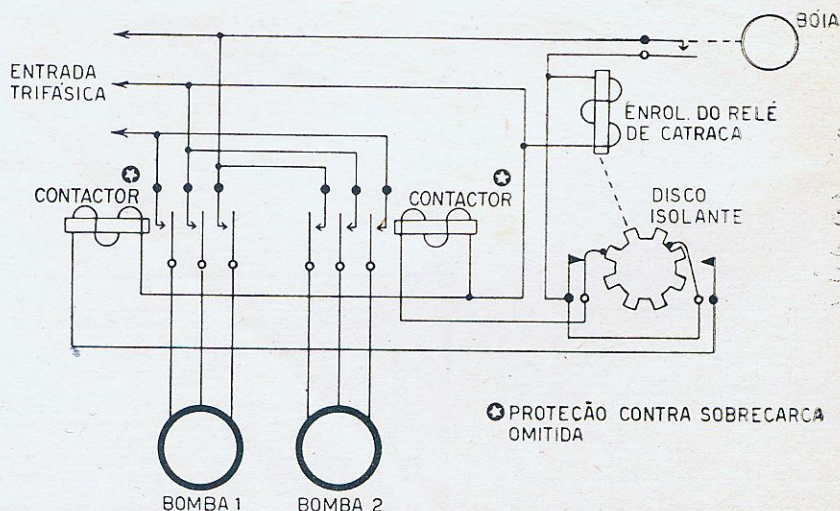 BÓIA
ENTRADA
TRIFÁSICA
ENROL. DO RELÉ
DE CATRACA
CONTACTOR
CONTACTOR
DISCO
ISOLANTE
PROTEÇÃO CONTRA SOBRECARCA
OMITIDA
BOMBA 1
BOMBA 2